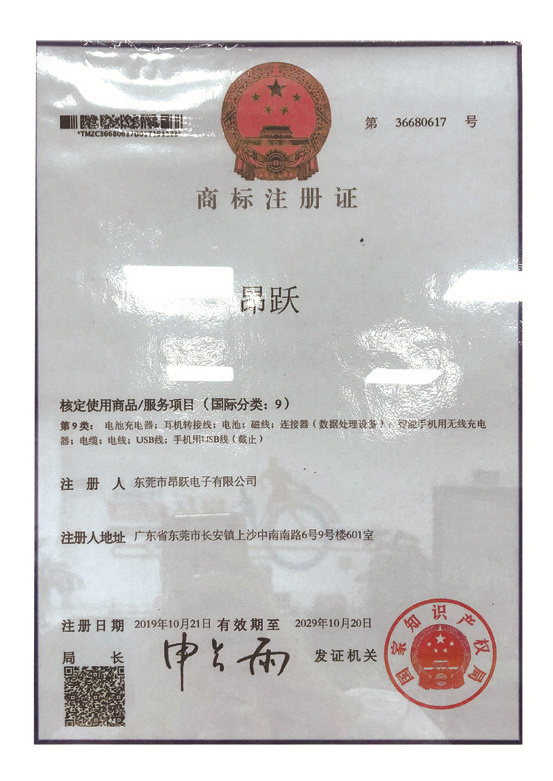 第 36680617 号
商标注册证
昂跃
核定使用商品/服务项目（国际分类：9）
第9类：电池充电器；耳机转接线；电池；磁线；连接器（数据处理设备）；智能手机用无线充电
器；电缆；电线；USB线；手机用USB线（截止）
注册人 东莞市昂跃电子有限公司
注册人地址 广东省东莞市长安镇上沙中南南路6号9号楼601室
注册日期 2019年10月21日 有效期至 2029年10月20日
局长 申长雨 发证机关
国家知识产权局